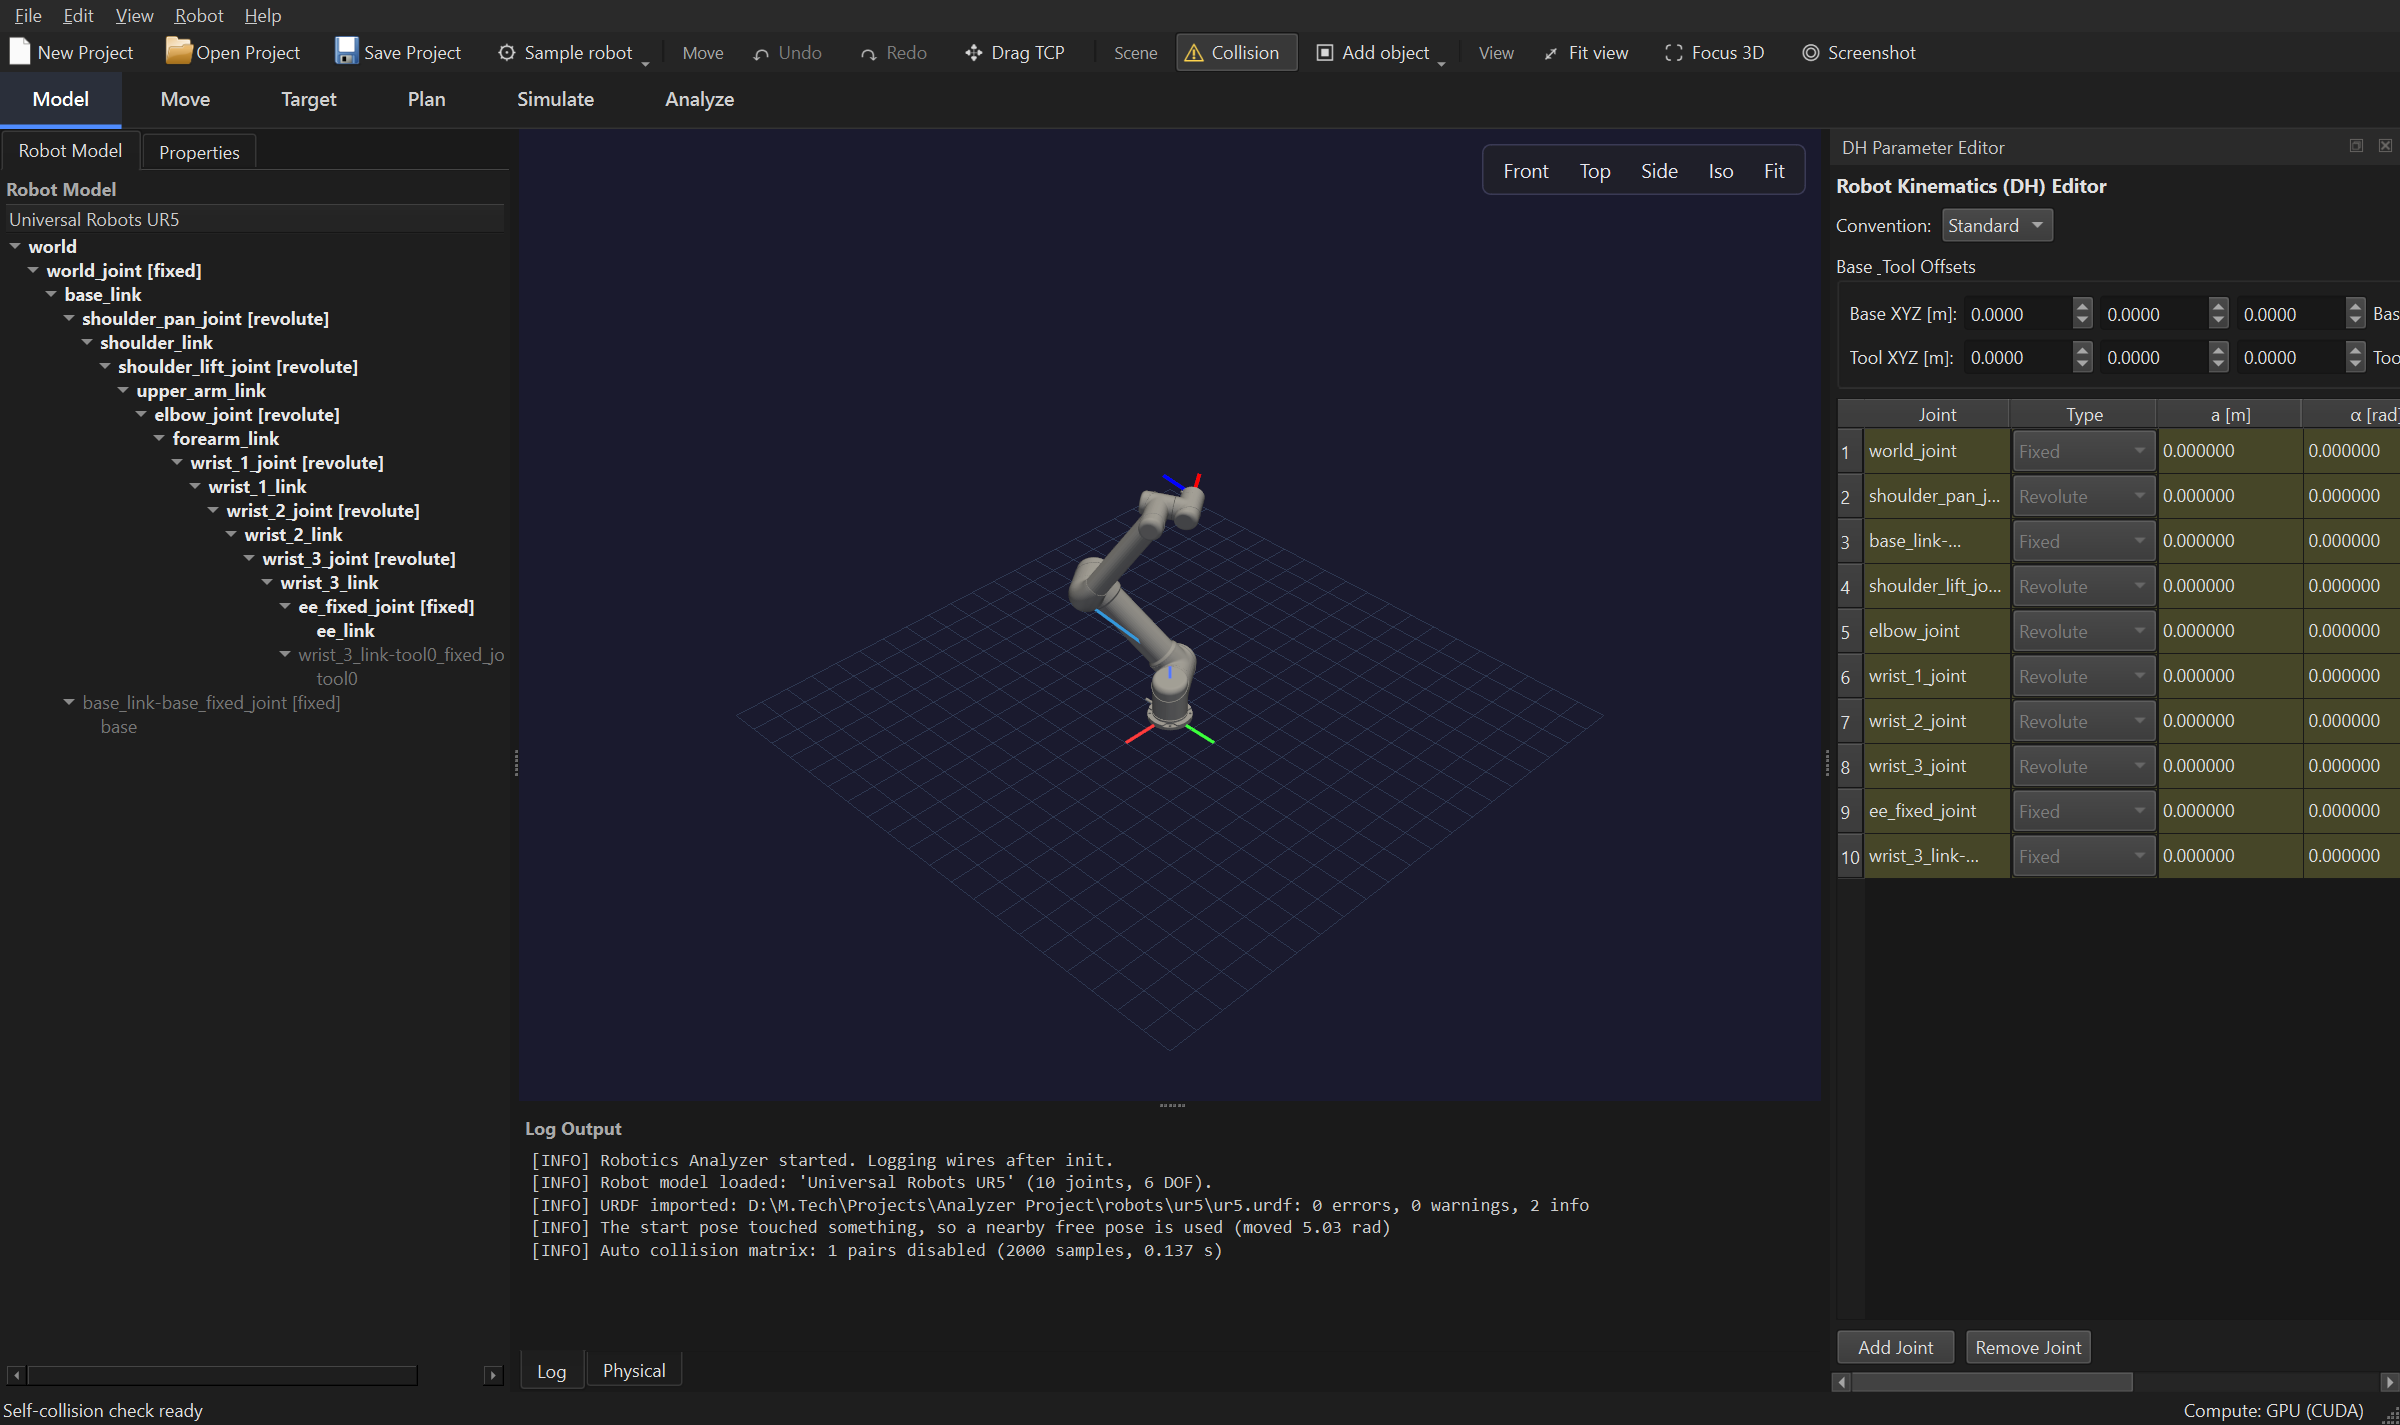 File Edit View Robot Help
New Project Open Project Save Project Sample robot Move Undo Redo Drag TCP Scene Collision Add object View Fit view Focus 3D Screenshot
Model Move Target Plan Simulate Analyze
Robot Model Properties
Robot Model
Universal Robots UR5
world
world_joint [fixed]
base_link
shoulder_pan_joint [revolute]
shoulder_link
shoulder_lift_joint [revolute]
upper_arm_link
elbow_joint [revolute]
forearm_link
wrist_1_joint [revolute]
wrist_1_link
wrist_2_joint [revolute]
wrist_2_link
wrist_3_joint [revolute]
wrist_3_link
ee_fixed_joint [fixed]
ee_link
wrist_3_link-tool0_fixed_jo
tool0
base_link-base_fixed_joint [fixed]
base
Front Top Side Iso Fit
Log Output
[INFO] Robotics Analyzer started. Logging wires after init.
[INFO] Robot model loaded: 'Universal Robots UR5' (10 joints, 6 DOF).
[INFO] URDF imported: D:\M.Tech\Projects\Analyzer Project\robots\ur5\ur5.urdf: 0 errors, 0 warnings, 2 info
[INFO] The start pose touched something, so a nearby free pose is used (moved 5.03 rad)
[INFO] Auto collision matrix: 1 pairs disabled (2000 samples, 0.137 s)
Log Physical
DH Parameter Editor
Robot Kinematics (DH) Editor
Convention: Standard
Base _Tool Offsets
Base XYZ [m]: 0.0000 0.0000 0.0000 Bas
Tool XYZ [m]: 0.0000 0.0000 0.0000 Too
Joint Type a [m] α [rad]
1 world_joint Fixed 0.000000 0.000000
2 shoulder_pan_j... Revolute 0.000000 0.000000
3 base_link-... Fixed 0.000000 0.000000
4 shoulder_lift_jo... Revolute 0.000000 0.000000
5 elbow_joint Revolute 0.000000 0.000000
6 wrist_1_joint Revolute 0.000000 0.000000
7 wrist_2_joint Revolute 0.000000 0.000000
8 wrist_3_joint Revolute 0.000000 0.000000
9 ee_fixed_joint Fixed 0.000000 0.000000
10 wrist_3_link-... Fixed 0.000000 0.000000
Add Joint Remove Joint
Self-collision check ready Compute: GPU (CUDA)